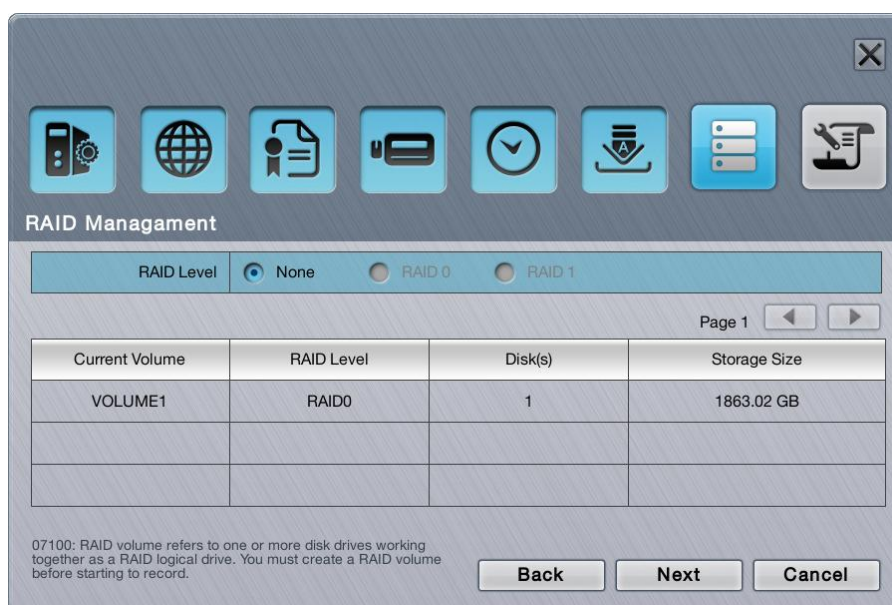 RAID Managament
RAID Level None RAID 0 RAID 1
Page 1
Current Volume RAID Level Disk(s) Storage Size
VOLUME1 RAID0 1 1863.02 GB
07100: RAID volume refers to one or more disk drives working
together as a RAID logical drive. You must create a RAID volume
before starting to record.
Back Next Cancel